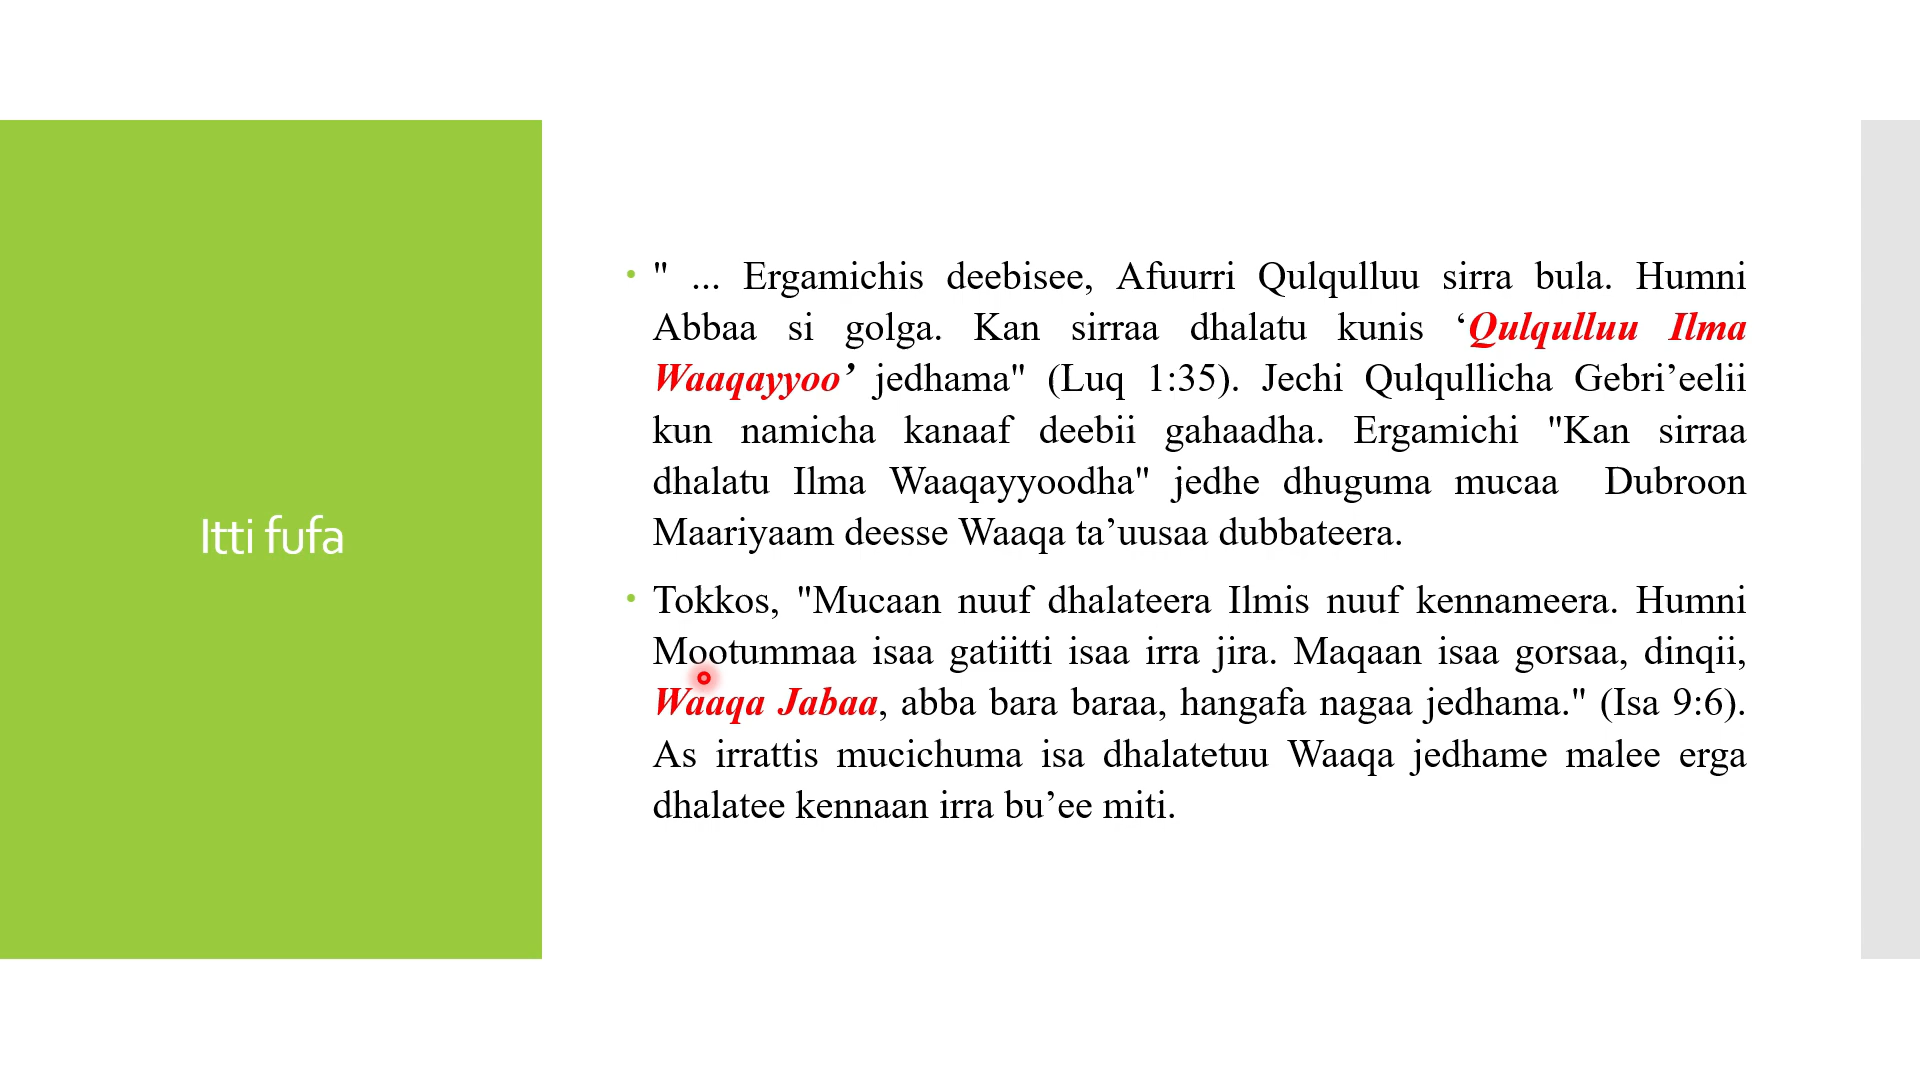 Itti fufa
" ... Ergamichis deebisee, Afuurri Qulqulluu sirra bula. Humni
Abbaa si golga. Kan sirraa dhalatu kunis ‘Qulqulluu Ilma
Waaqayyoo’ jedhama" (Luq 1:35). Jechi Qulqullicha Gebri’eelii
kun namicha kanaaf deebii gahaadha. Ergamichi "Kan sirraa
dhalatu Ilma Waaqayyoodha" jedhe dhuguma mucaa Dubroon
Maariyaam deesse Waaqa ta’uusaa dubbateera.
Tokkos, "Mucaan nuuf dhalateera Ilmis nuuf kennameera. Humni
Mootummaa isaa gatiitti isaa irra jira. Maqaan isaa gorsaa, dinqii,
Waaqa Jabaa, abba bara baraa, hangafa nagaa jedhama." (Isa 9:6).
As irrattis mucichuma isa dhalatetuu Waaqa jedhame malee erga
dhalatee kennaan irra bu’ee miti.